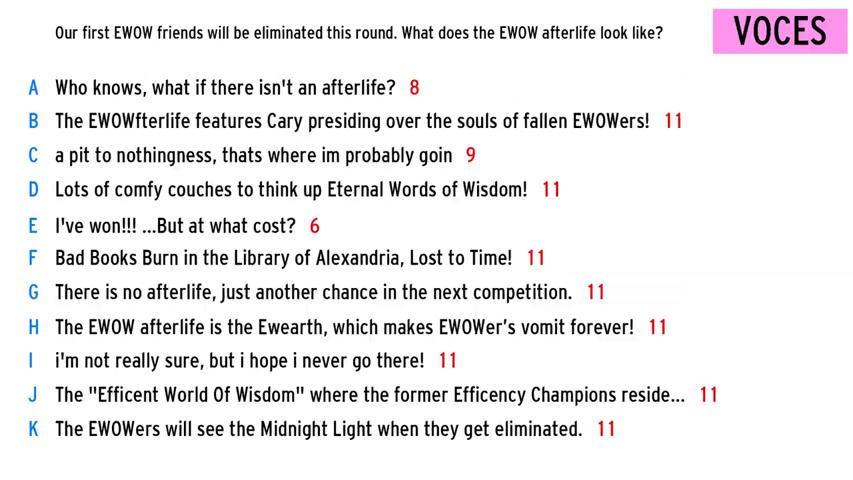 Our first EWOW friends will be eliminated this round. What does the EWOW afterlife look like?
VOCES
A Who knows, what if there isn't an afterlife? 8
B The EWOWfterlife features Cary presiding over the souls of fallen EWOWers! 11
C a pit to nothingness, thats where im probably goin 9
D Lots of comfy couches to think up Eternal Words of Wisdom! 11
E I've won!!! ...But at what cost? 6
F Bad Books Burn in the Library of Alexandria, Lost to Time! 11
G There is no afterlife, just another chance in the next competition. 11
H The EWOW afterlife is the Ewearth, which makes EWOWer’s vomit forever! 11
I i'm not really sure, but i hope i never go there! 11
J The "Efficent World Of Wisdom" where the former Efficency Champions reside... 11
K The EWOWers will see the Midnight Light when they get eliminated. 11